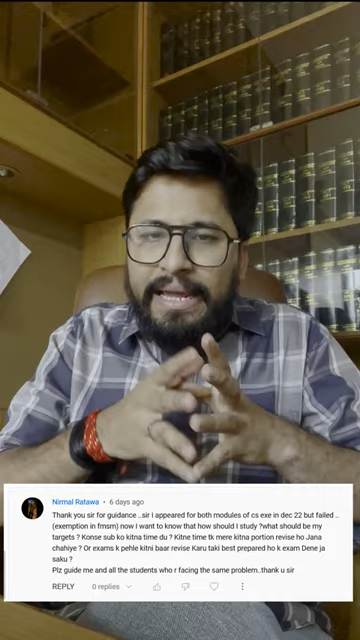 Nirmal Ratawa • 6 days ago
Thank you sir for guidance ..sir I appeared for both modules of cs exe in dec 22 but failed ..
(exemption in fmsm) now I want to know that how should I study ?what should be my
targets ? Konse sub ko kitna time du ? Kitne time tk mere kitna portion revise ho Jana
chahiye ? Or exams k pehle kitni baar revise Karu taki best prepared ho k exam Dene ja
saku ?
Plz guide me and all the students who r facing the same problem..thank u sir
REPLY 0 replies